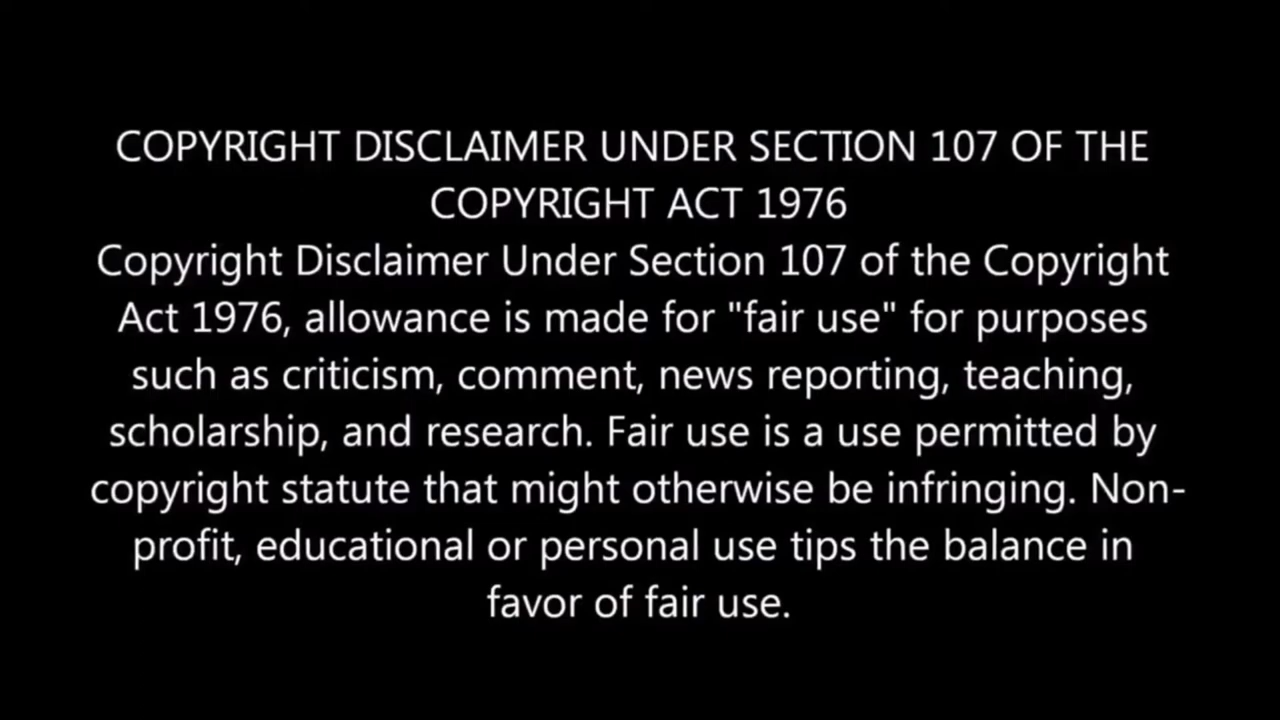 COPYRIGHT DISCLAIMER UNDER SECTION 107 OF THE
COPYRIGHT ACT 1976
Copyright Disclaimer Under Section 107 of the Copyright
Act 1976, allowance is made for "fair use" for purposes
such as criticism, comment, news reporting, teaching,
scholarship, and research. Fair use is a use permitted by
copyright statute that might otherwise be infringing. Non-
profit, educational or personal use tips the balance in
favor of fair use.